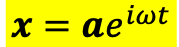 𝒙 = 𝒂𝑒^{𝑖𝜔𝑡}